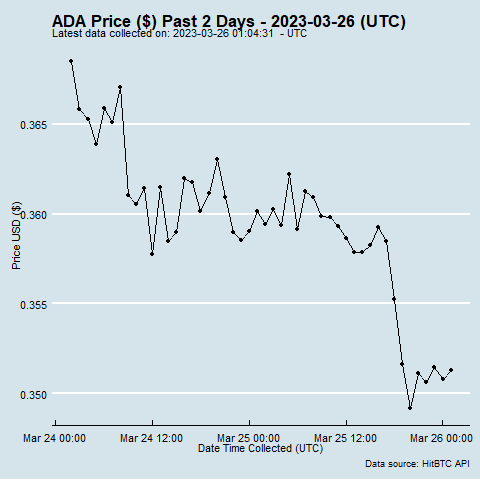 ADA Price ($) Past 2 Days - 2023-03-26 (UTC)
Latest data collected on: 2023-03-26 01:04:31  - UTC
Price USD ($)
0.365
0.360
0.355
0.350
Mar 24 00:00 Mar 24 12:00 Mar 25 00:00 Mar 25 12:00 Mar 26 00:00
Date Time Collected (UTC)
Data source: HitBTC API